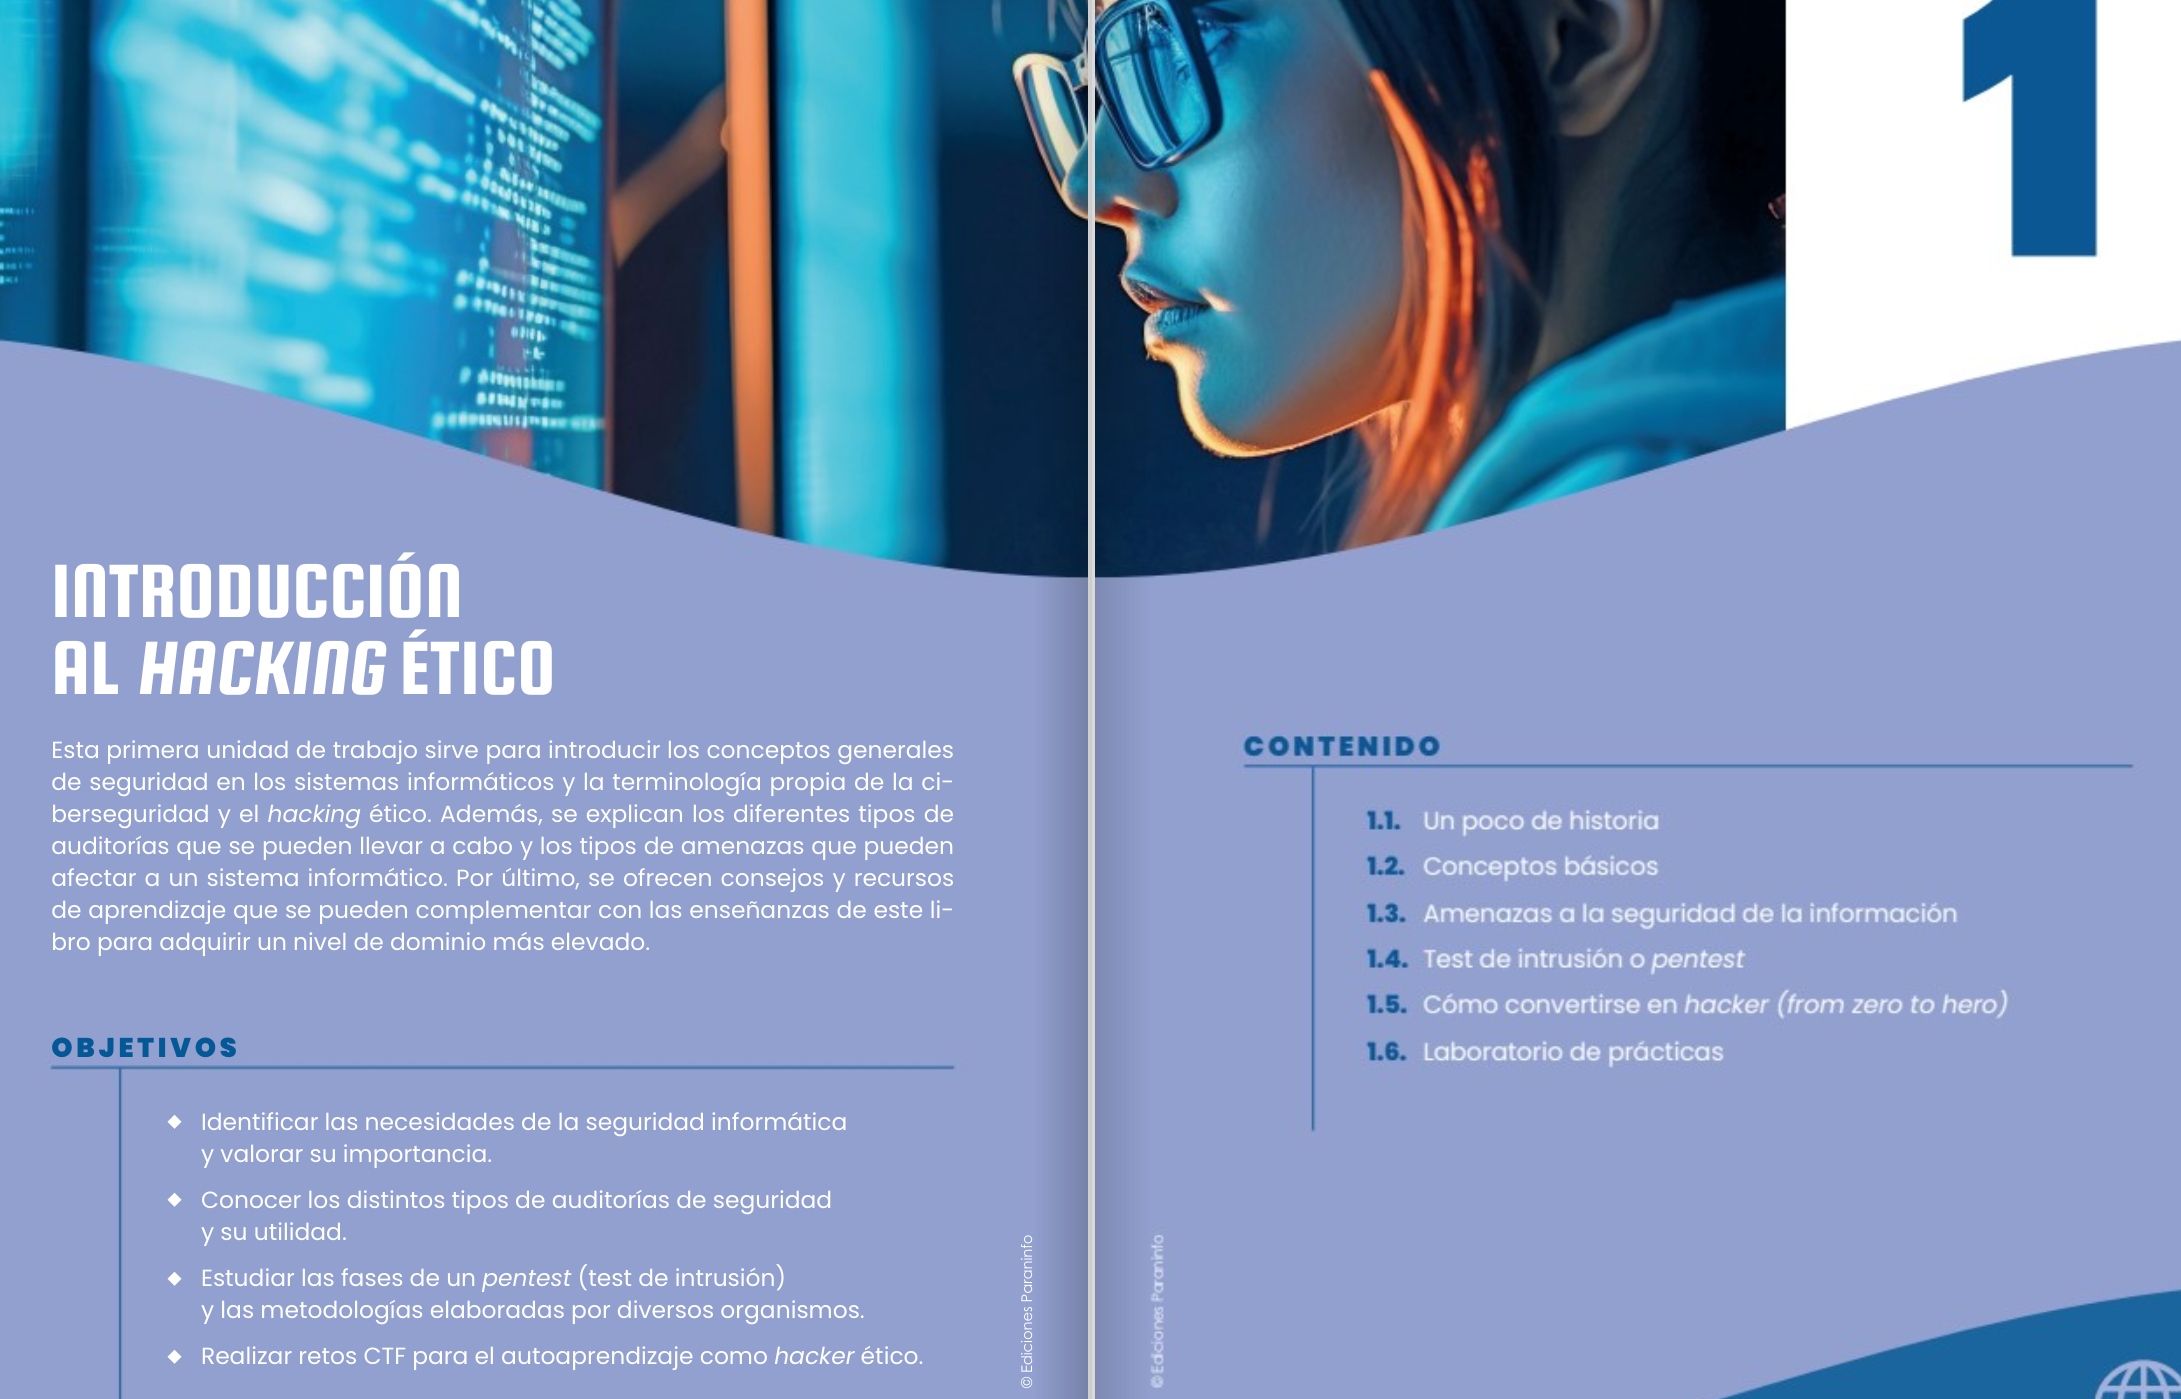 1
INTRODUCCIÓN
AL HACKING ÉTICO
Esta primera unidad de trabajo sirve para introducir los conceptos generales
de seguridad en los sistemas informáticos y la terminología propia de la ci-
berseguridad y el hacking ético. Además, se explican los diferentes tipos de
auditorías que se pueden llevar a cabo y los tipos de amenazas que pueden
afectar a un sistema informático. Por último, se ofrecen consejos y recursos
de aprendizaje que se pueden complementar con las enseñanzas de este li-
bro para adquirir un nivel de dominio más elevado.
OBJETIVOS
◆ Identificar las necesidades de la seguridad informática
y valorar su importancia.
◆ Conocer los distintos tipos de auditorías de seguridad
y su utilidad.
◆ Estudiar las fases de un pentest (test de intrusión)
y las metodologías elaboradas por diversos organismos.
◆ Realizar retos CTF para el autoaprendizaje como hacker ético.
© Ediciones Paraninfo
CONTENIDO
1.1. Un poco de historia
1.2. Conceptos básicos
1.3. Amenazas a la seguridad de la información
1.4. Test de intrusión o pentest
1.5. Cómo convertirse en hacker (from zero to hero)
1.6. Laboratorio de prácticas
© Ediciones Paraninfo